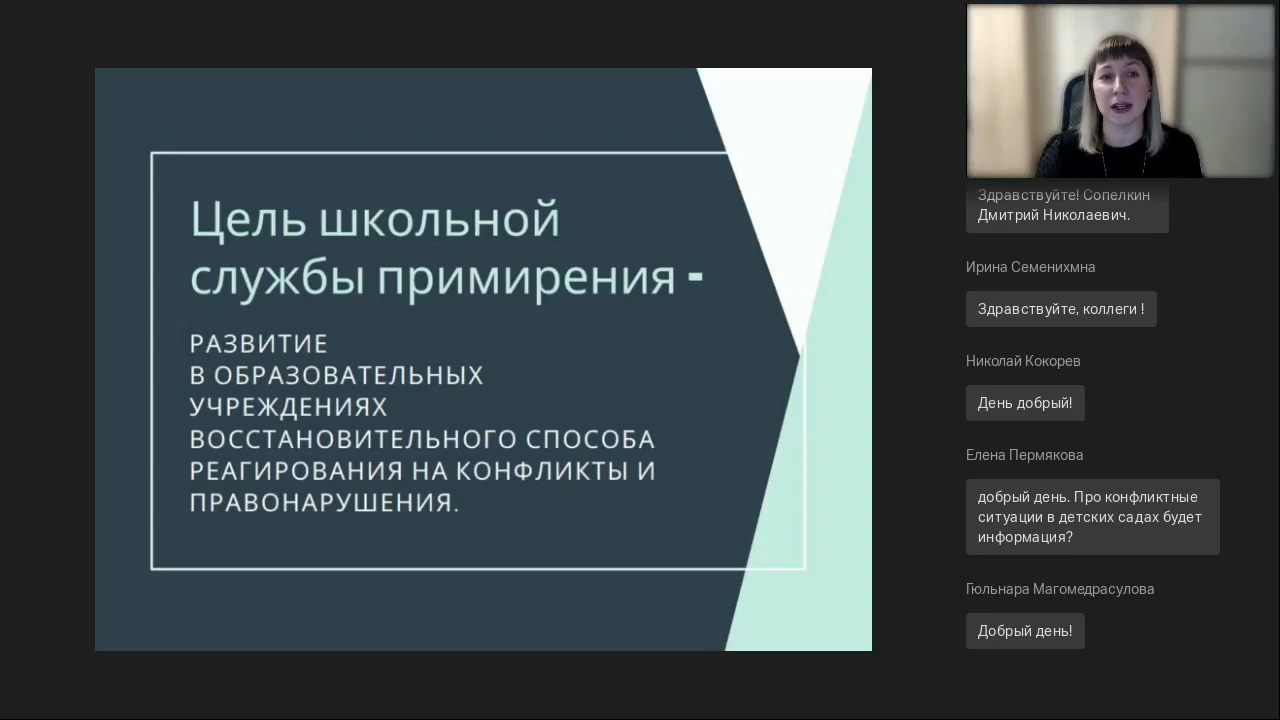 Цель школьной
службы примирения -
РАЗВИТИЕ
В ОБРАЗОВАТЕЛЬНЫХ
УЧРЕЖДЕНИЯХ
ВОССТАНОВИТЕЛЬНОГО СПОСОБА
РЕАГИРОВАНИЯ НА КОНФЛИКТЫ И
ПРАВОНАРУШЕНИЯ.
Здравствуйте! Сопелкин
Дмитрий Николаевич.
Ирина Семенихмна
Здравствуйте, коллеги !
Николай Кокорев
День добрый!
Елена Пермякова
добрый день. Про конфликтные
ситуации в детских садах будет
информация?
Гюльнара Магомедрасулова
Добрый день!